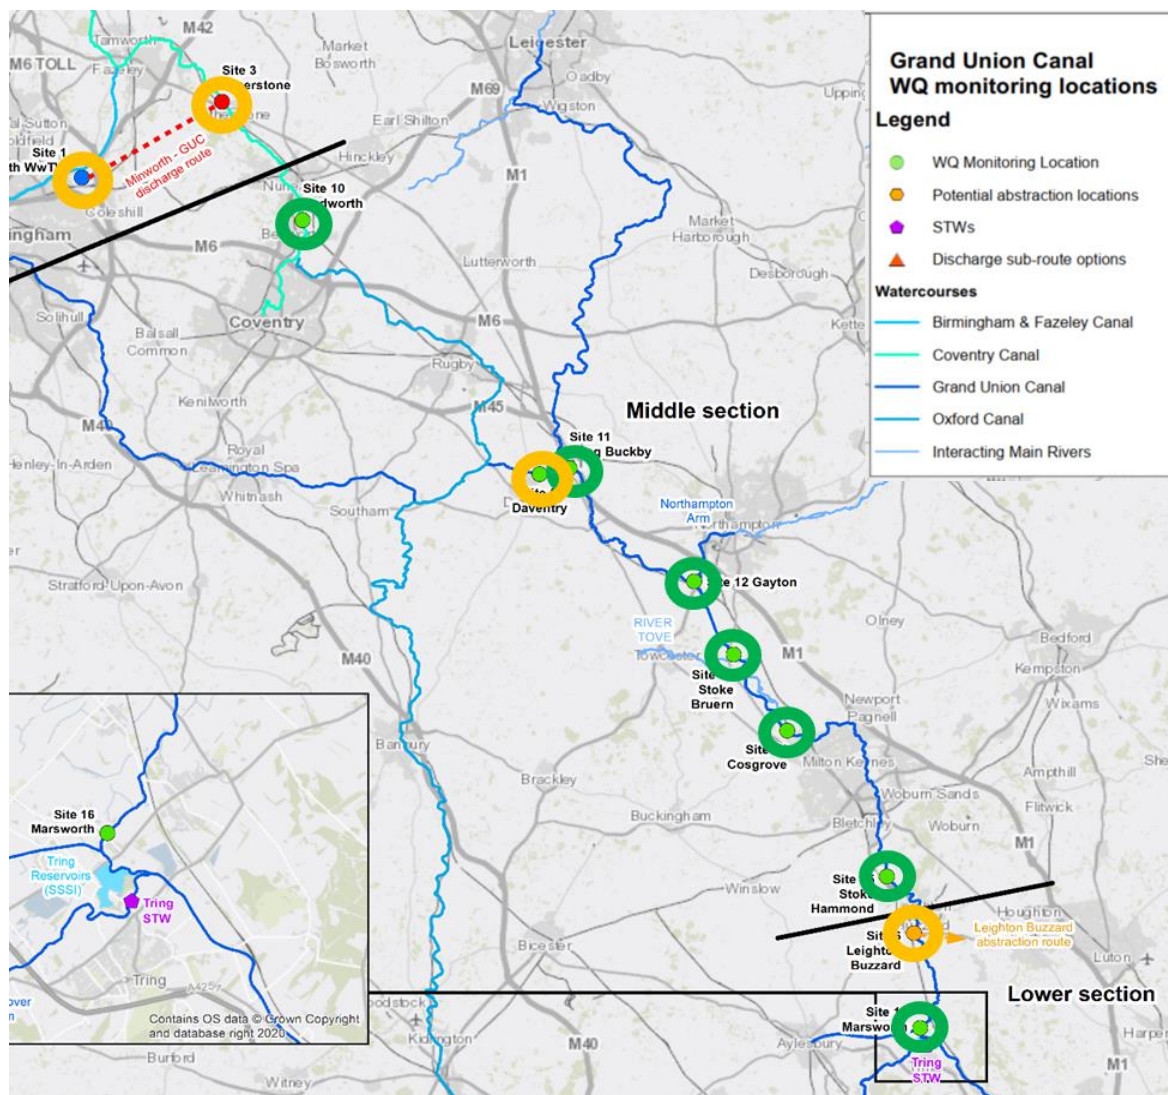 Grand Union Canal
WQ monitoring locations
Legend
WQ Monitoring Location
Potential abstraction locations
STWs
Discharge sub-route options
Watercourses
Birmingham & Fazeley Canal
Coventry Canal
Grand Union Canal
Oxford Canal
Interacting Main Rivers
M42
Tamworth
M6 TOLL
Fazeley
Market
Bosworth
Leicester
Oadby
Wigston
M69
Site 3
Earl Shilton
Hinckley
Site 1
Minworth - GUC
discharge route
Coleshill
Site 10
M6
M1
Market
Harborough
Lutterworth
Desborough
Solihull
Balsall
Common
Coventry
M6
Rugby
Kenilworth
M45
Middle section
Site 11
Buckby
Royal
Leamington Spa
Whitnash
Southam
Daventry
Northampton
Arm
Stratford-Upon-Avon
Site 12 Gayton
RIVER
TOVE
Towcester
M1
Olney
Bedford
Kempston
M40
Stoke
Bruern
Newport
Pagnell
Wixams
Cosgrove
Milton Keynes
Banbury
Brackley
Ampthill
Flitwick
Woburn Sands
Buckingham
Bletchley
Woburn
M1
Winslow
Stoke
Hammond
Houghton
Leighton Buzzard
abstraction route
Luton
Buzzard
Bicester
Lower section
Marsworth
Aylesbury
Tring
STW
Kidlington
M40
M1
Burford
Witney
Site 16
Marsworth
Tring
Reservoirs
(SSSI)
Tring
STW
Tring
Contains OS data © Crown Copyright
and database right 2020